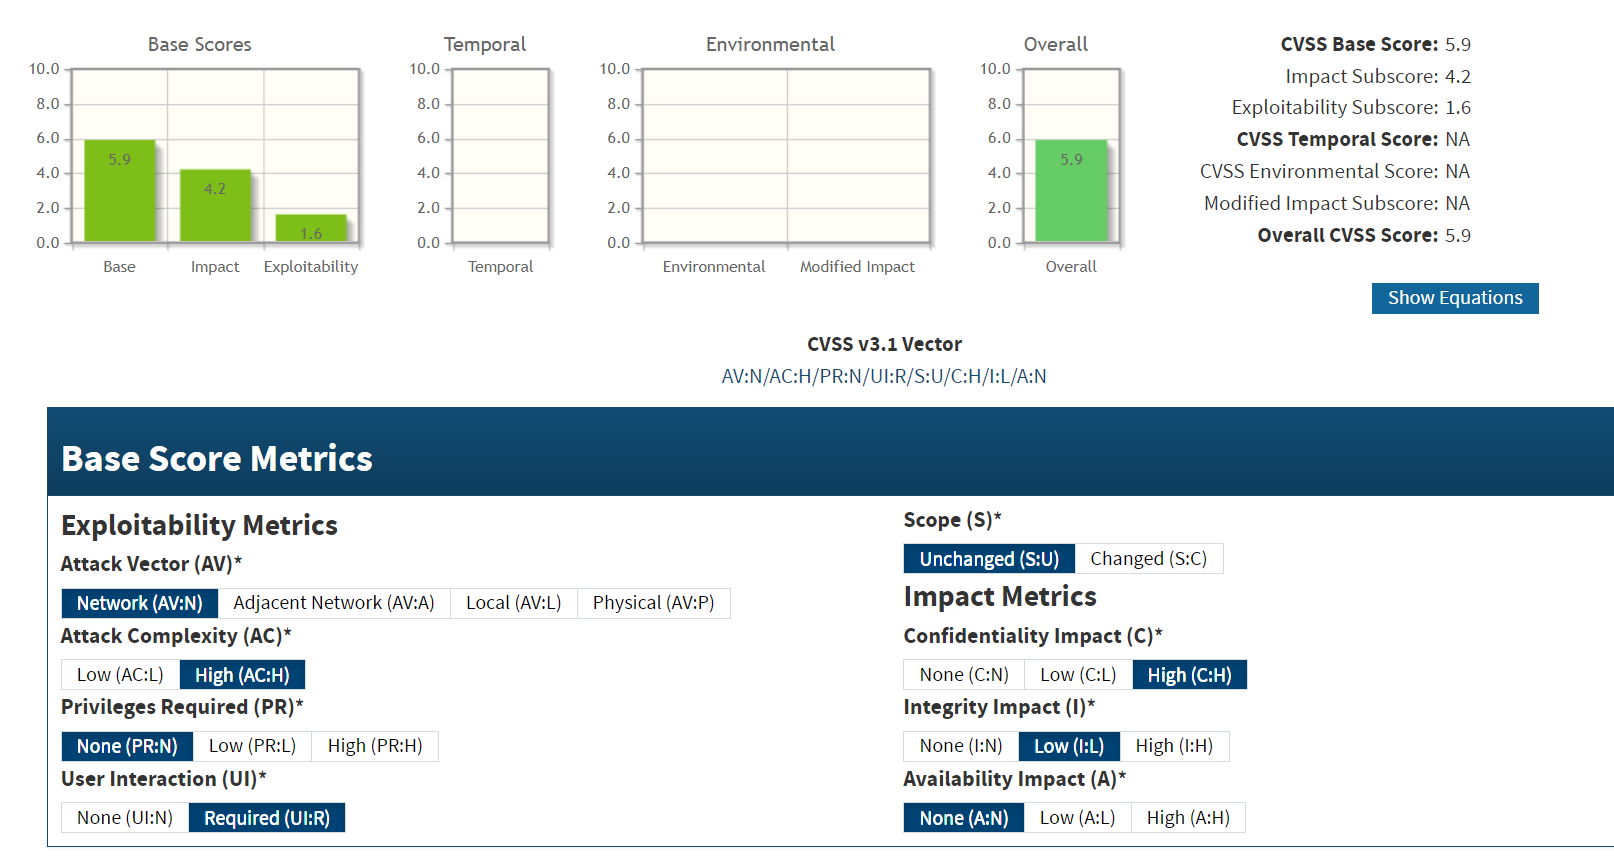 Base Scores
10.0
8.0
6.0
4.0
2.0
0.0
5.9
4.2
1.6
Base Impact Exploitability
Temporal
10.0
8.0
6.0
4.0
2.0
0.0
Temporal
Environmental
10.0
8.0
6.0
4.0
2.0
0.0
Environmental Modified Impact
Overall
10.0
8.0
6.0
4.0
2.0
0.0
5.9
Overall
CVSS Base Score: 5.9
Impact Subscore: 4.2
Exploitability Subscore: 1.6
CVSS Temporal Score: NA
CVSS Environmental Score: NA
Modified Impact Subscore: NA
Overall CVSS Score: 5.9
Show Equations
CVSS v3.1 Vector
AV:N/AC:H/PR:N/UI:R/S:U/C:H/I:L/A:N
Base Score Metrics
Exploitability Metrics
Attack Vector (AV)*
Network (AV:N) Adjacent Network (AV:A) Local (AV:L) Physical (AV:P)
Attack Complexity (AC)*
Low (AC:L) High (AC:H)
Privileges Required (PR)*
None (PR:N) Low (PR:L) High (PR:H)
User Interaction (UI)*
None (UI:N) Required (UI:R)
Scope (S)*
Unchanged (S:U) Changed (S:C)
Impact Metrics
Confidentiality Impact (C)*
None (C:N) Low (C:L) High (C:H)
Integrity Impact (I)*
None (I:N) Low (I:L) High (I:H)
Availability Impact (A)*
None (A:N) Low (A:L) High (A:H)